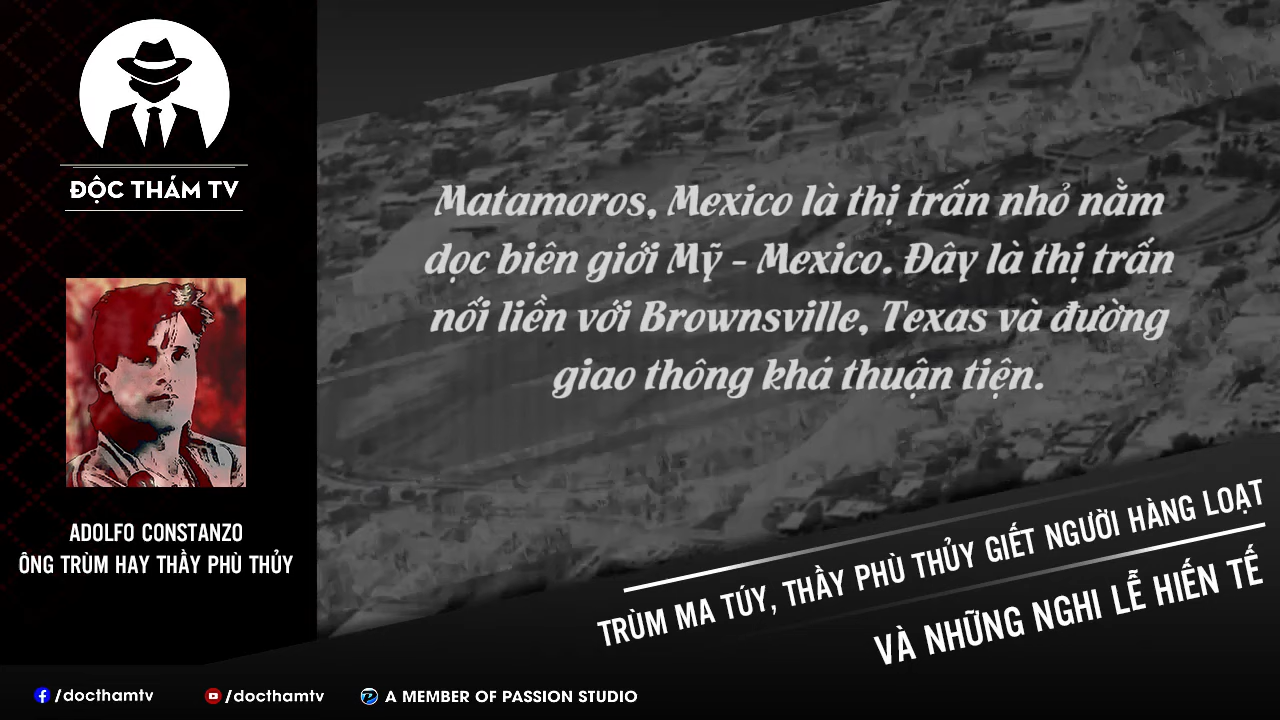 ĐỘC THÁM TV
ADOLFO CONSTANZO
ÔNG TRÙM HAY THẦY PHÙ THỦY
Matamoros, Mexico là thị trấn nhỏ nằm
dọc biên giới Mỹ - Mexico. Đây là thị trấn
nối liền với Brownsville, Texas và đường
giao thông khá thuận tiện.
TRÙM MA TÚY, THẦY PHÙ THỦY GIẾT NGƯỜI HÀNG LOẠT
VÀ NHỮNG NGHI LỄ HIẾN TẾ
/docthamtv
/docthamtv
A MEMBER OF PASSION STUDIO